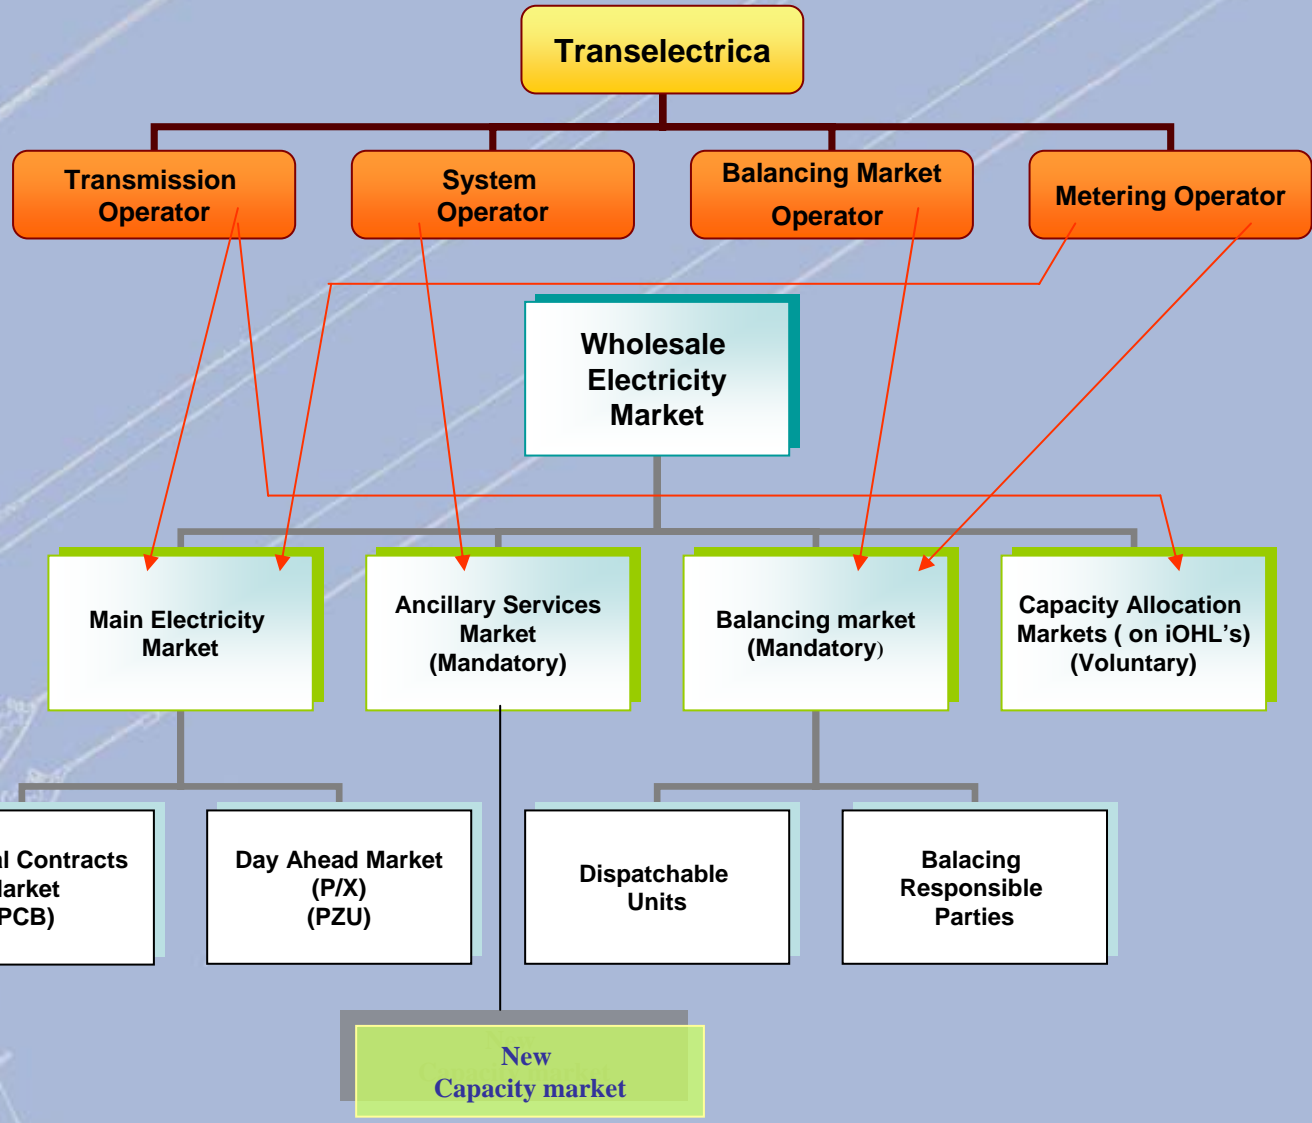 Transelectrica
Transmission
Operator
System
Operator
Balancing Market
Operator
Metering Operator
Wholesale
Electricity
Market
Main Electricity
Market
Ancillary Services
Market
(Mandatory)
Balancing market
(Mandatory)
Capacity Allocation
Markets ( on iOHL's)
(Voluntary)
Contracts
Day Ahead Market
(P/X)
(PZU)
Dispatchable
Units
Balacing
Responsible
Parties
New
Capacity market